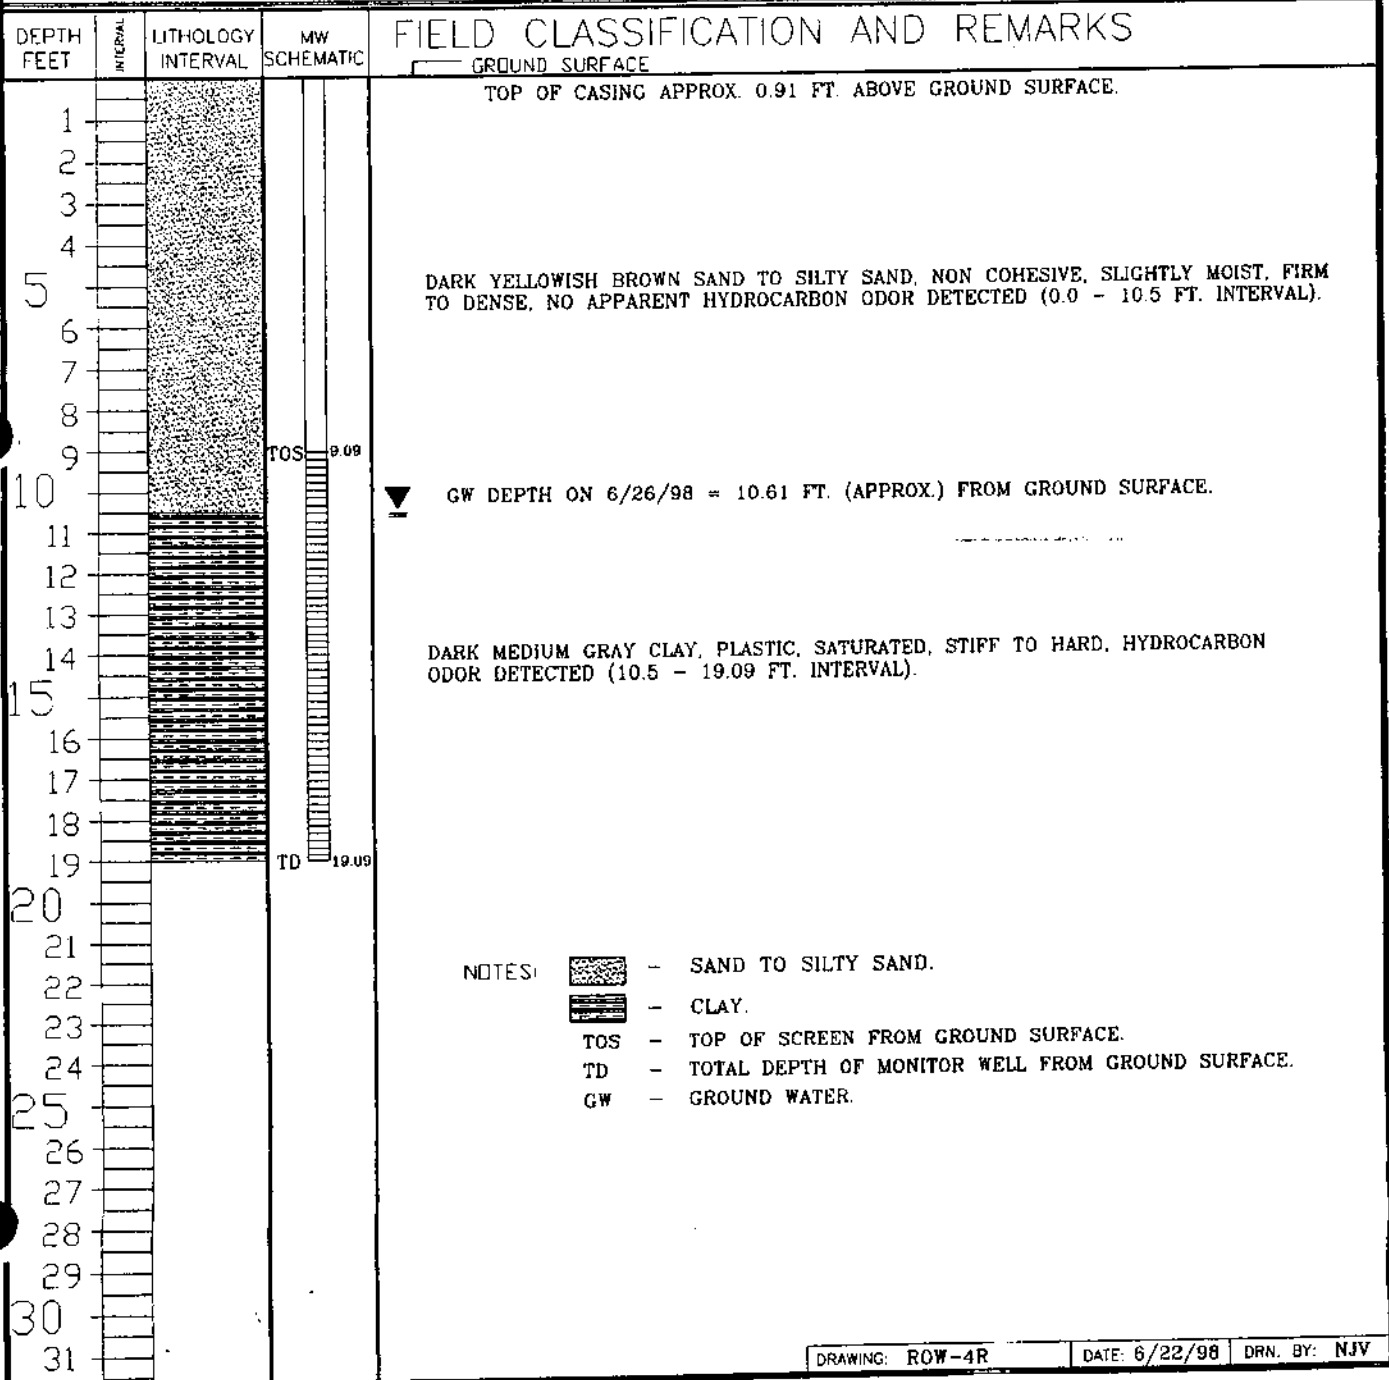 DEPTH FEET
INTERVAL
LITHOLOGY INTERVAL
MW SCHEMATIC
FIELD CLASSIFICATION AND REMARKS
GROUND SURFACE
TOP OF CASING APPROX. 0.91 FT. ABOVE GROUND SURFACE.
1
2
3
4
5
DARK YELLOWISH BROWN SAND TO SILTY SAND, NON COHESIVE, SLIGHTLY MOIST, FIRM
TO DENSE, NO APPARENT HYDROCARBON ODOR DETECTED (0.0 - 10.5 FT. INTERVAL).
6
7
8
9
TOS 9.09
10
GW DEPTH ON 6/26/98 = 10.61 FT. (APPROX.) FROM GROUND SURFACE.
11
12
13
14
DARK MEDIUM GRAY CLAY, PLASTIC, SATURATED, STIFF TO HARD, HYDROCARBON
ODOR DETECTED (10.5 - 19.09 FT. INTERVAL).
15
16
17
18
19
TD 19.09
20
21
22
23
24
25
26
27
28
29
30
31
NOTES:
- SAND TO SILTY SAND.
- CLAY.
TOS - TOP OF SCREEN FROM GROUND SURFACE.
TD - TOTAL DEPTH OF MONITOR WELL FROM GROUND SURFACE.
GW - GROUND WATER.
DRAWING: ROW-4R DATE: 6/22/98 DRN. BY: NJV